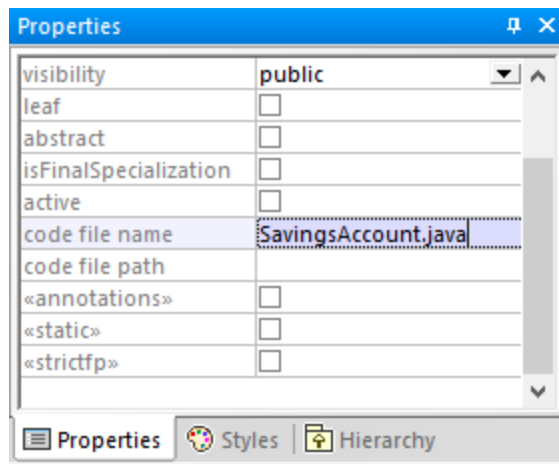 Properties
visibility public
leaf
abstract
isFinalSpecialization
active
code file name SavingsAccount.java
code file path
«annotations»
«static»
«strictfp»
Properties Styles Hierarchy